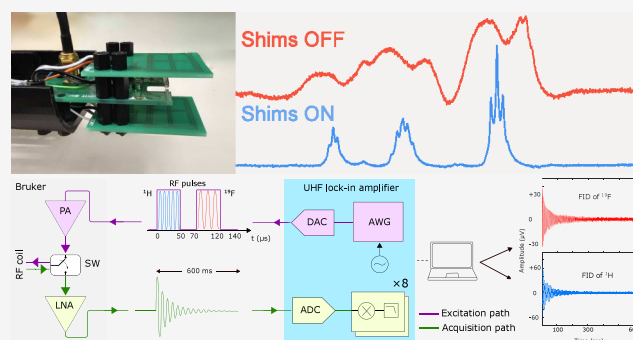 Shims OFF
Shims ON
Bruker
RF pulses
¹H
¹⁹F
0
50
80
120
140
t (µs)
UHF lock-in amplifier
PA
DAC
AWG
RF coil
SW
600 ms
×8
LNA
ADC
Excitation path
Acquisition path
Amplitude (µV)
+30
0
-30
FID of ¹⁹F
+60
0
-60
FID of ¹H
100
300